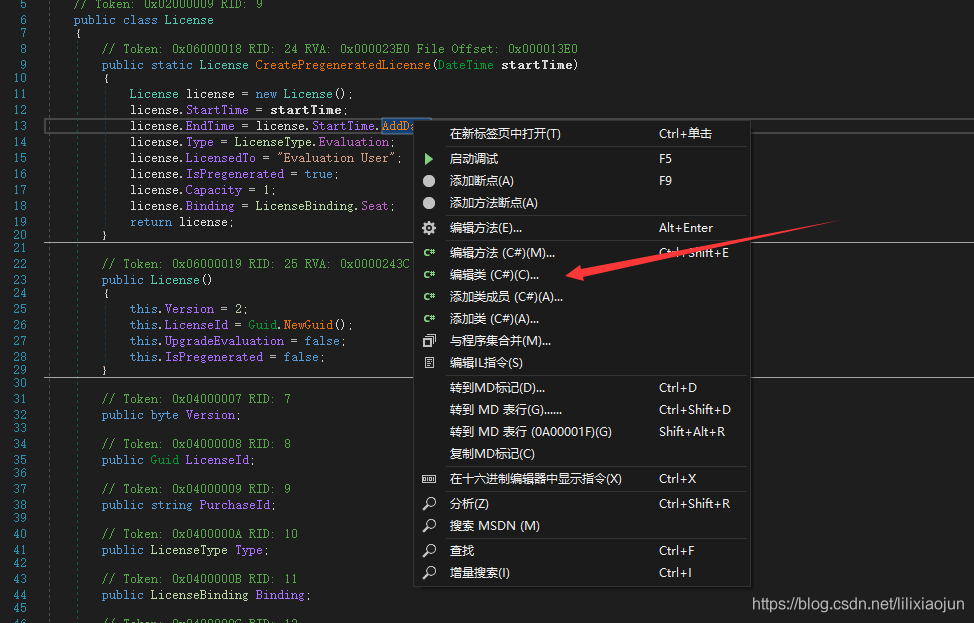 5 // Token: 0x02000009 RID: 9
6 public class License
7 {
8 // Token: 0x06000018 RID: 24 RVA: 0x000023E0 File Offset: 0x000013E0
9 public static License CreatePregeneratedLicense(DateTime startTime)
10 {
11 License license = new License();
12 license.StartTime = startTime;
13 license.EndTime = license.StartTime.AddDa
14 license.Type = LicenseType.Evaluation;
15 license.LicensedTo = "Evaluation User";
16 license.IsPregenerated = true;
17 license.Capacity = 1;
18 license.Binding = LicenseBinding.Seat;
19 return license;
20 }
21
22 // Token: 0x06000019 RID: 25 RVA: 0x0000243C
23 public License()
24 {
25 this.Version = 2;
26 this.LicenseId = Guid.NewGuid();
27 this.UpgradeEvaluation = false;
28 this.IsPregenerated = false;
29 }
30
31 // Token: 0x04000007 RID: 7
32 public byte Version;
33
34 // Token: 0x04000008 RID: 8
35 public Guid LicenseId;
36
37 // Token: 0x04000009 RID: 9
38 public string PurchaseId;
39
40 // Token: 0x0400000A RID: 10
41 public LicenseType Type;
42
43 // Token: 0x0400000B RID: 11
44 public LicenseBinding Binding;
45
46 // Token: 0x0400000C RID: 12
在新标签页中打开(T) Ctrl+单击
启动调试 F5
添加断点(A) F9
添加方法断点(A)
编辑方法(E)... Alt+Enter
C# 编辑方法 (C#)(M)... Ctrl+Shift+E
C# 编辑类 (C#)(C)...
C# 添加类成员 (C#)(A)...
C# 添加类 (C#)(A)...
与程序集合并(M)...
编辑IL指令(S)
转到MD标记(D)... Ctrl+D
转到 MD 表行(G)...... Ctrl+Shift+D
转到 MD 表行 (0A00001F)(G) Shift+Alt+R
复制MD标记(C)
在十六进制编辑器中显示指令(X) Ctrl+X
分析(Z) Ctrl+Shift+R
搜索 MSDN (M)
查找 Ctrl+F
增量搜索(I) Ctrl+I
https://blog.csdn.net/lilixiaojun